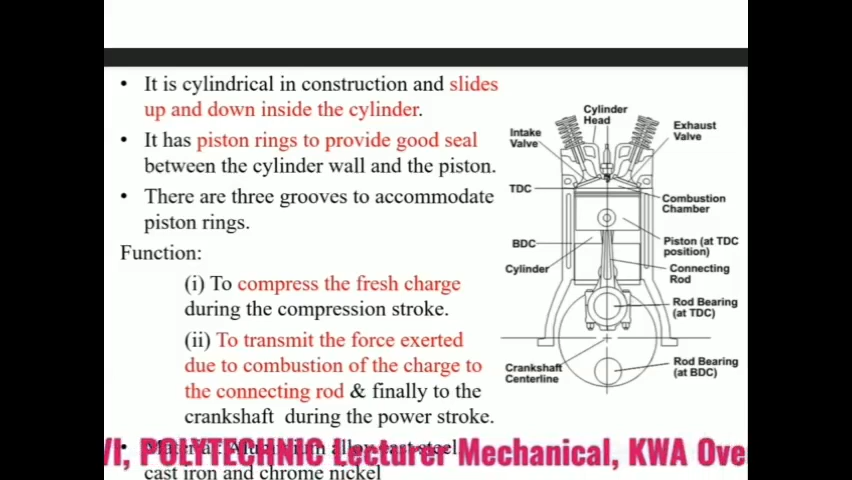 • It is cylindrical in construction and slides
up and down inside the cylinder.
• It has piston rings to provide good seal
between the cylinder wall and the piston.
• There are three grooves to accommodate
piston rings.
Function:
(i) To compress the fresh charge
during the compression stroke.
(ii) To transmit the force exerted
due to combustion of the charge to
the connecting rod & finally to the
crankshaft during the power stroke.
• Material: Aluminium alloy, cast steel,
cast iron and chrome nickel
VI, POLYTECHNIC Lecturer Mechanical, KWA Ove
Cylinder
Head
Intake
Valve
Exhaust
Valve
TDC
Combustion
Chamber
BDC
Piston (at TDC
position)
Cylinder
Connecting
Rod
Rod Bearing
(at TDC)
Crankshaft
Centerline
Rod Bearing
(at BDC)